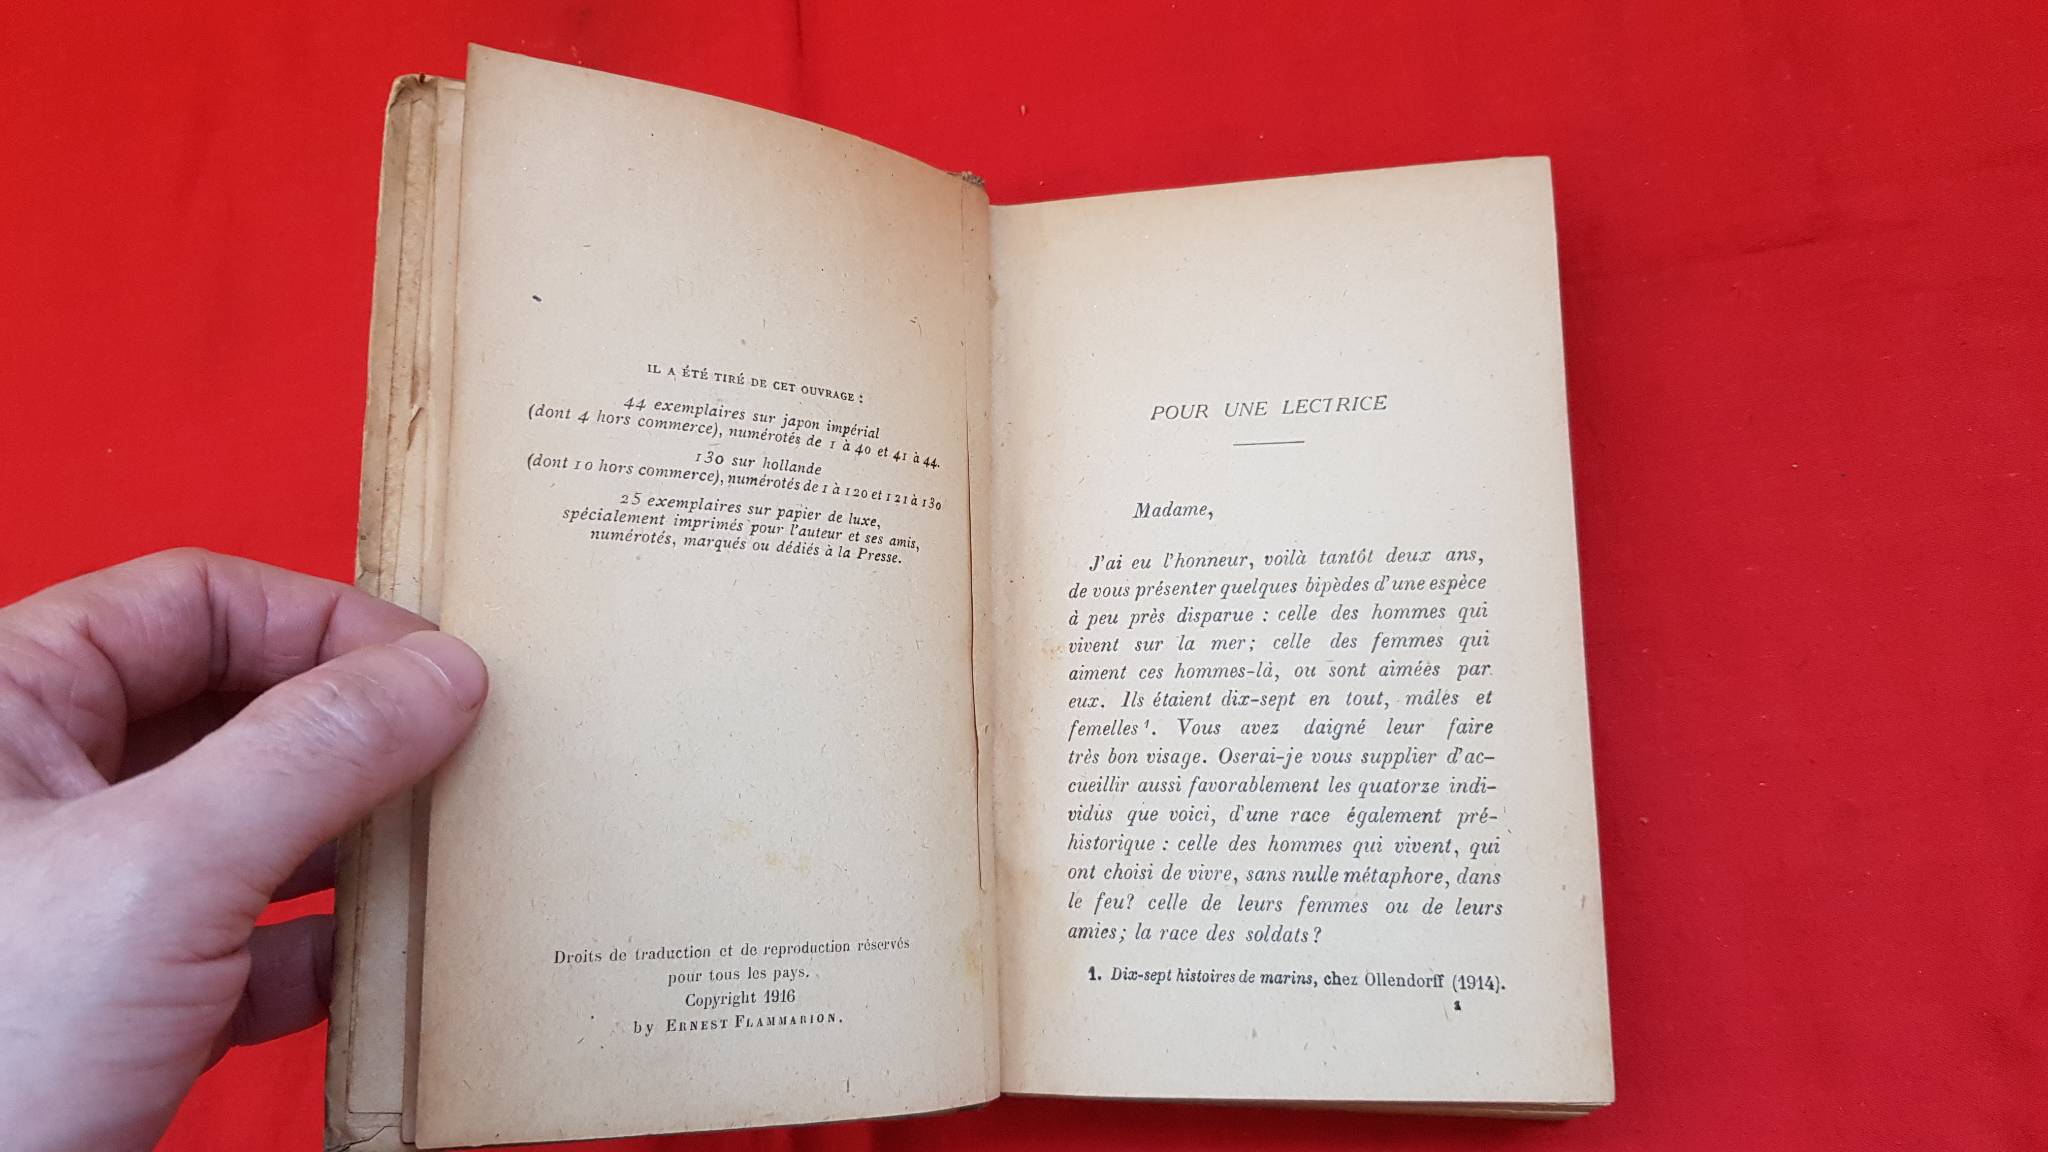 IL A ÉTÉ TIRÉ DE CET OUVRAGE :
44 exemplaires sur japon impérial
(dont 4 hors commerce), numérotés de 1 à 40 et 41 à 44.
130 sur hollande
(dont 10 hors commerce), numérotés de 1 à 120 et 121 à 130
25 exemplaires sur papier de luxe,
spécialement imprimés pour l'auteur et ses amis,
numérotés, marqués ou dédiés à la Presse.
Droits de traduction et de reproduction réservés
pour tous les pays.
Copyright 1916
by ERNEST FLAMMARION.
POUR UNE LECTRICE
Madame,
J'ai eu l'honneur, voilà tantôt deux ans,
de vous présenter quelques bipèdes d'une espèce
à peu près disparue : celle des hommes qui
vivent sur la mer; celle des femmes qui
aiment ces hommes-là, ou sont aimées par
eux. Ils étaient dix-sept en tout, mâles et
femelles¹. Vous avez daigné leur faire
très bon visage. Oserai-je vous supplier d'ac-
cueillir aussi favorablement les quatorze indi-
vidus que voici, d'une race également pré-
historique : celle des hommes qui vivent, qui
ont choisi de vivre, sans nulle métaphore, dans
le feu? celle de leurs femmes ou de leurs
amies; la race des soldats?
1. Dix-sept histoires de marins, chez Ollendorff (1914).
1